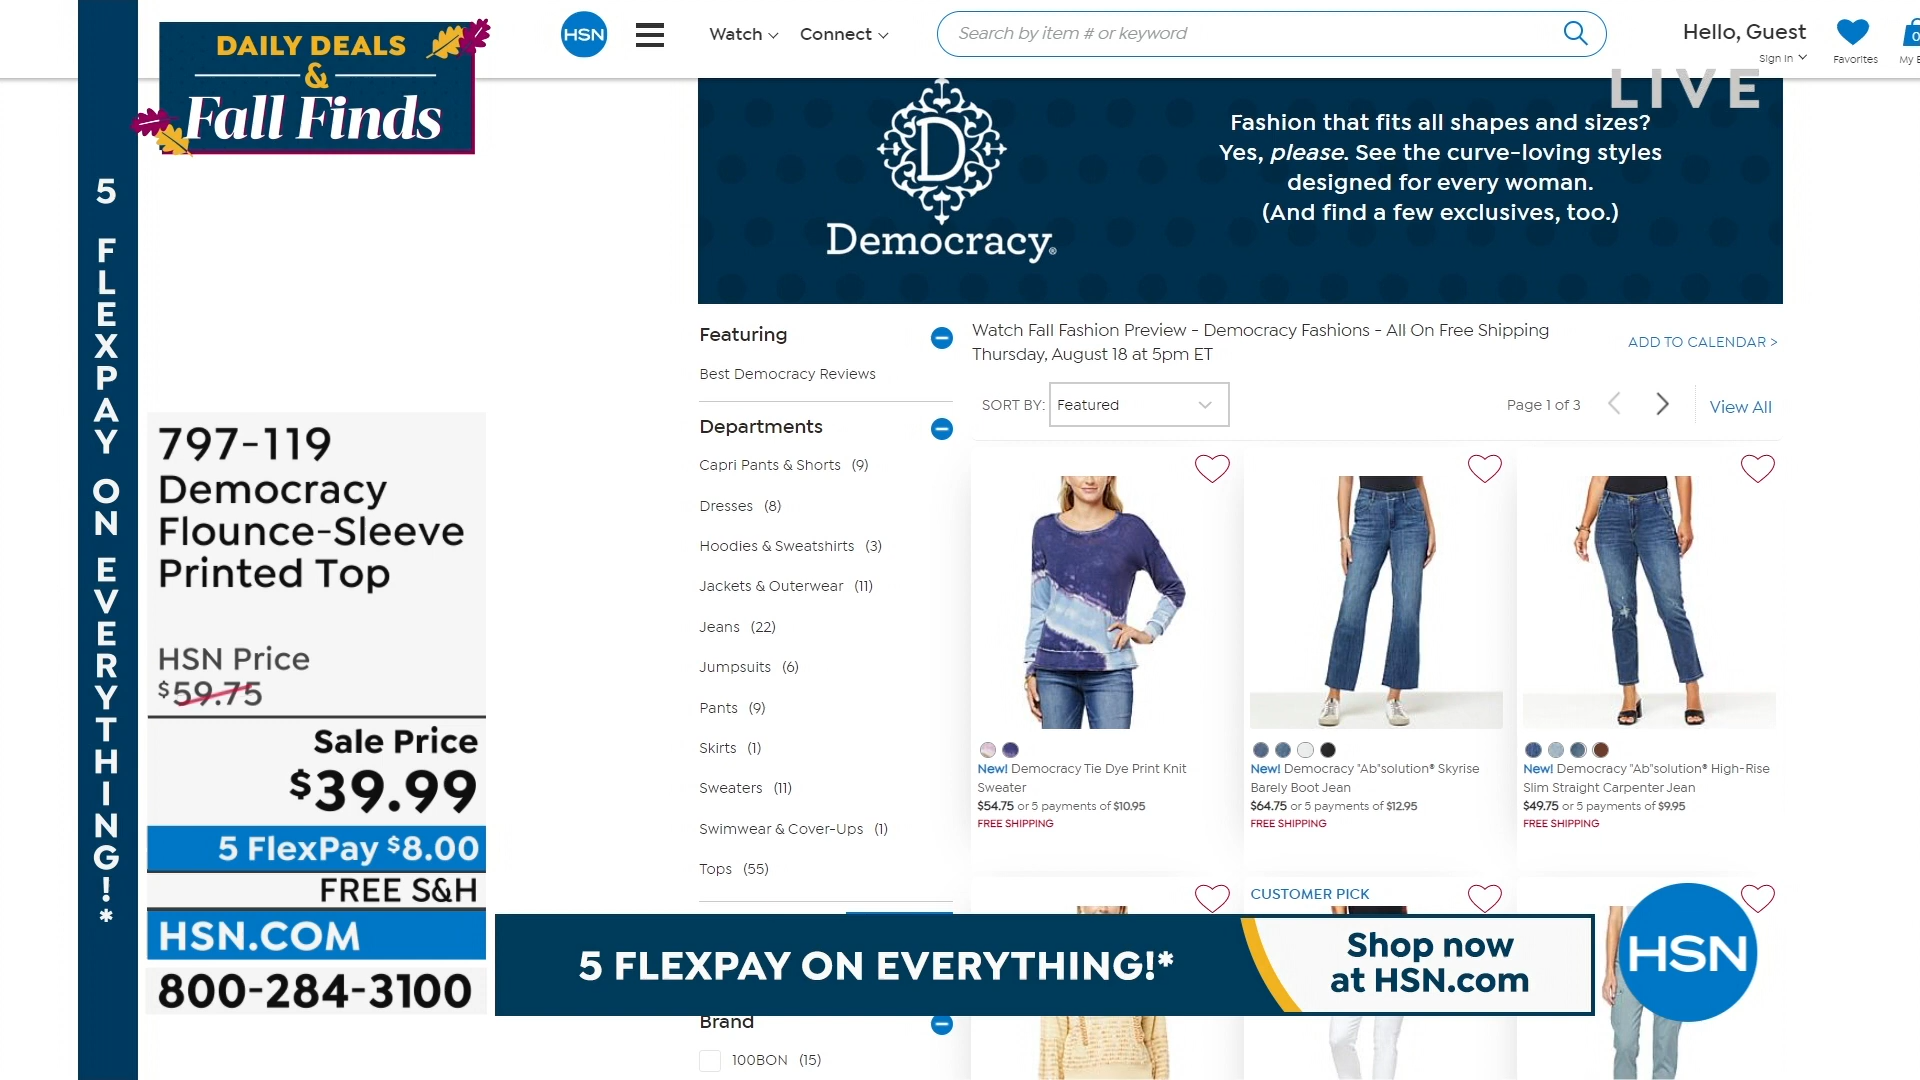 DAILY DEALS
&
Fall Finds
5 FLEXPAY ON EVERYTHING!*
797-119
Democracy
Flounce-Sleeve
Printed Top
HSN Price
$59.75
Sale Price
$39.99
5 FlexPay $8.00
FREE S&H
HSN.COM
800-284-3100
HSN
Watch
Connect
Search by item # or keyword
Hello, Guest
Sign In
Favorites
0
My
LIVE
D
Democracy®
Fashion that fits all shapes and sizes?
Yes, please. See the curve-loving styles
designed for every woman.
(And find a few exclusives, too.)
Featuring
Best Democracy Reviews
Departments
Capri Pants & Shorts (9)
Dresses (8)
Hoodies & Sweatshirts (3)
Jackets & Outerwear (11)
Jeans (22)
Jumpsuits (6)
Pants (9)
Skirts (1)
Sweaters (11)
Swimwear & Cover-Ups (1)
Tops (55)
Brand
100BON (15)
Watch Fall Fashion Preview - Democracy Fashions - All On Free Shipping
Thursday, August 18 at 5pm ET
ADD TO CALENDAR >
SORT BY: Featured
Page 1 of 3
View All
New! Democracy Tie Dye Print Knit
Sweater
$54.75 or 5 payments of $10.95
FREE SHIPPING
New! Democracy "Ab"solution® Skyrise
Barely Boot Jean
$64.75 or 5 payments of $12.95
FREE SHIPPING
New! Democracy "Ab"solution® High-Rise
Slim Straight Carpenter Jean
$49.75 or 5 payments of $9.95
FREE SHIPPING
CUSTOMER PICK
5 FLEXPAY ON EVERYTHING!*
Shop now
at HSN.com
HSN